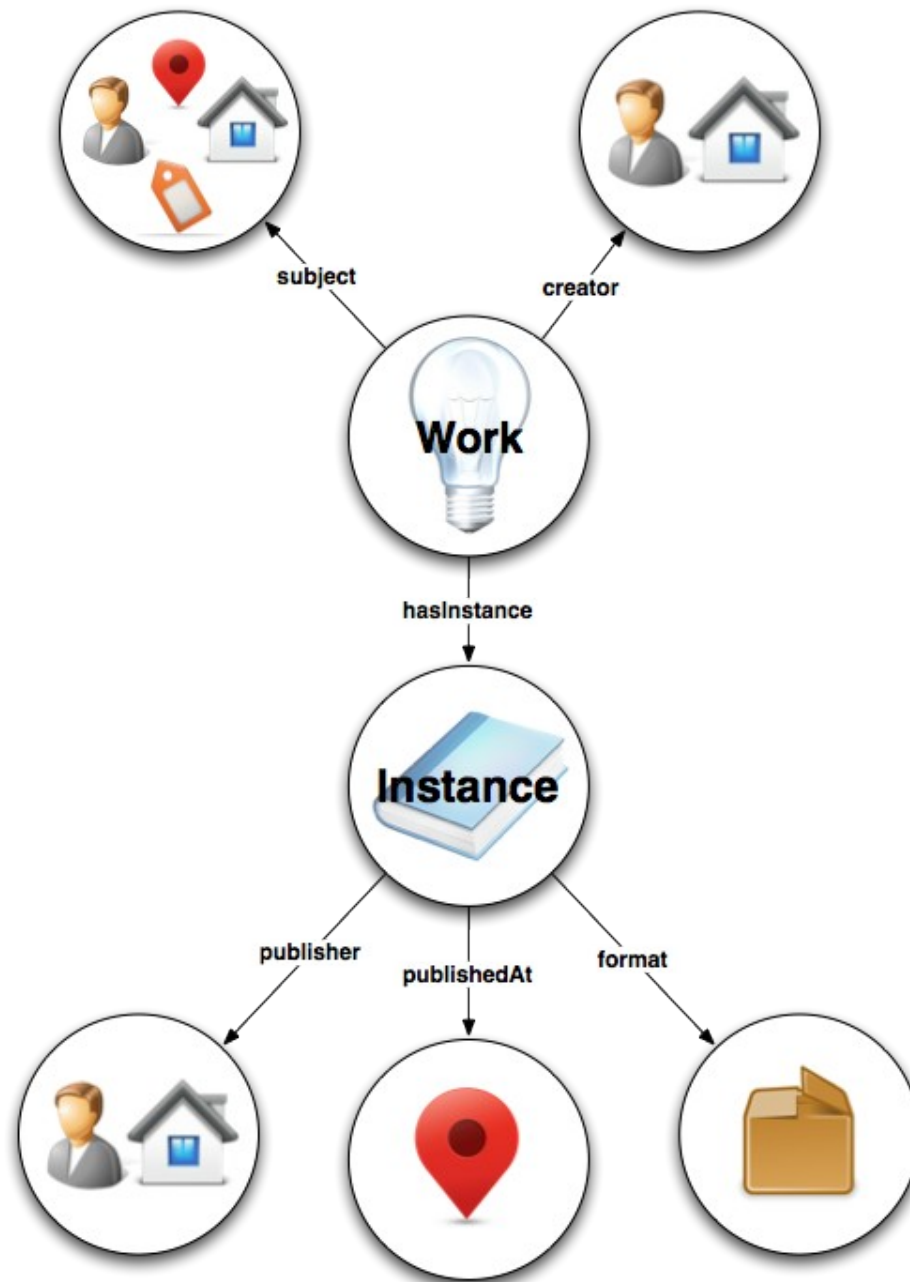 subject
creator
Work
hasInstance
Instance
publisher
publishedAt
format